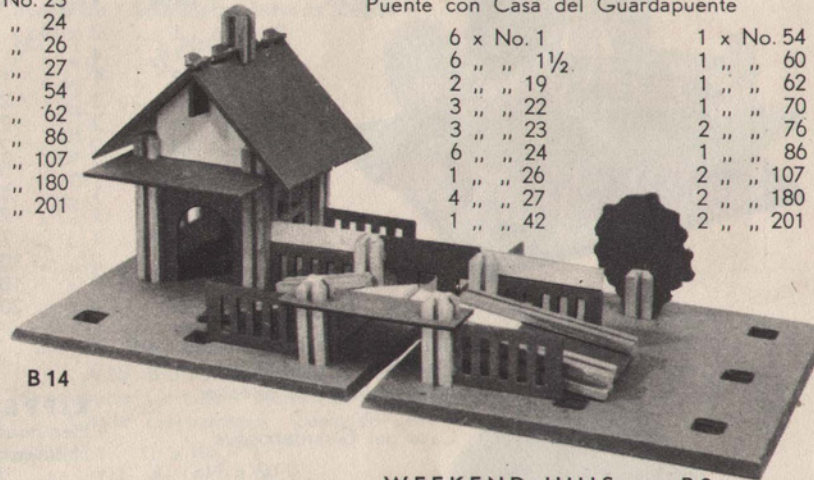 No. 23
„ 24
„ 26
„ 27
„ 54
„ 62
„ 86
„ 107
„ 180
„ 201
Puente con Casa del Guardapuente
6 x No. 1
6 „ „ 1½
2 „ „ 19
3 „ „ 22
3 „ „ 23
6 „ „ 24
1 „ „ 26
4 „ „ 27
1 „ „ 42
1 x No. 54
1 „ „ 60
1 „ „ 62
1 „ „ 70
2 „ „ 76
1 „ „ 86
2 „ „ 107
2 „ „ 180
2 „ „ 201
B 14